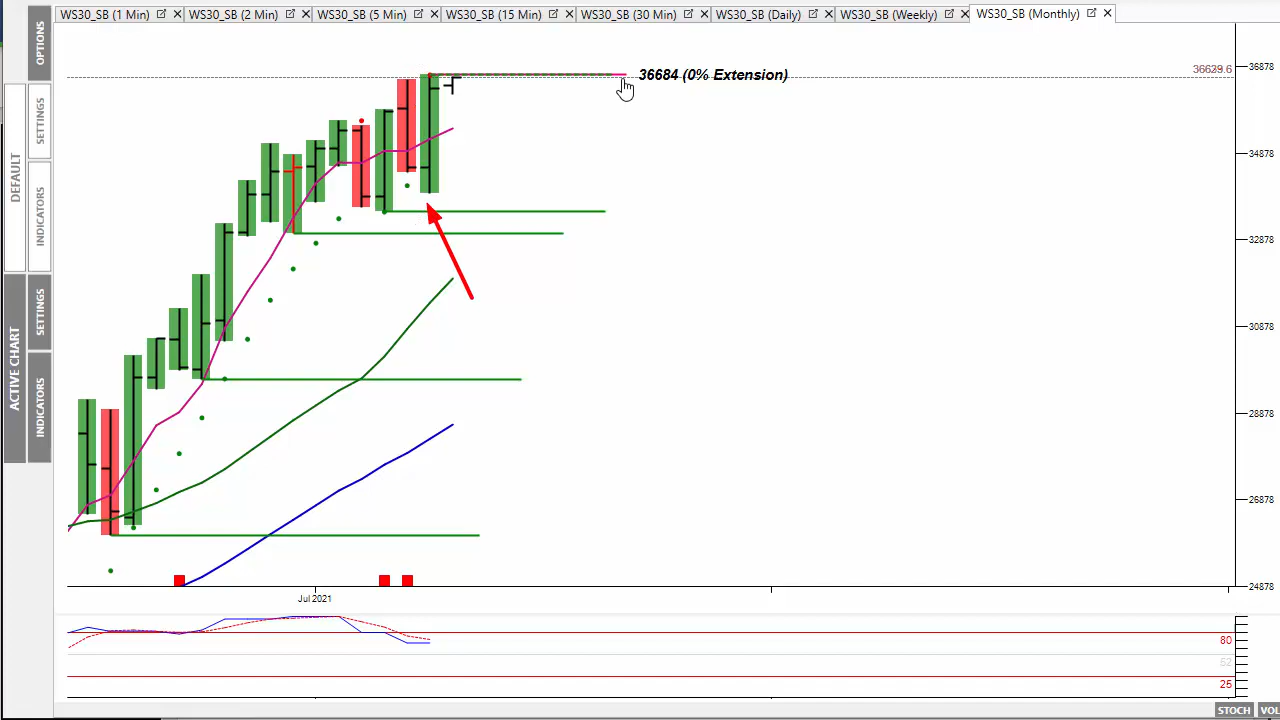 WS30_SB (1 Min)
WS30_SB (2 Min)
WS30_SB (5 Min)
WS30_SB (15 Min)
WS30_SB (30 Min)
WS30_SB (Daily)
WS30_SB (Weekly)
WS30_SB (Monthly)
OPTIONS
DEFAULT
SETTINGS
INDICATORS
ACTIVE CHART
SETTINGS
INDICATORS
36684 (0% Extension)
36878
34878
32878
30878
28878
26878
24878
Jul 2021
80
52
25
STOCH
VOL